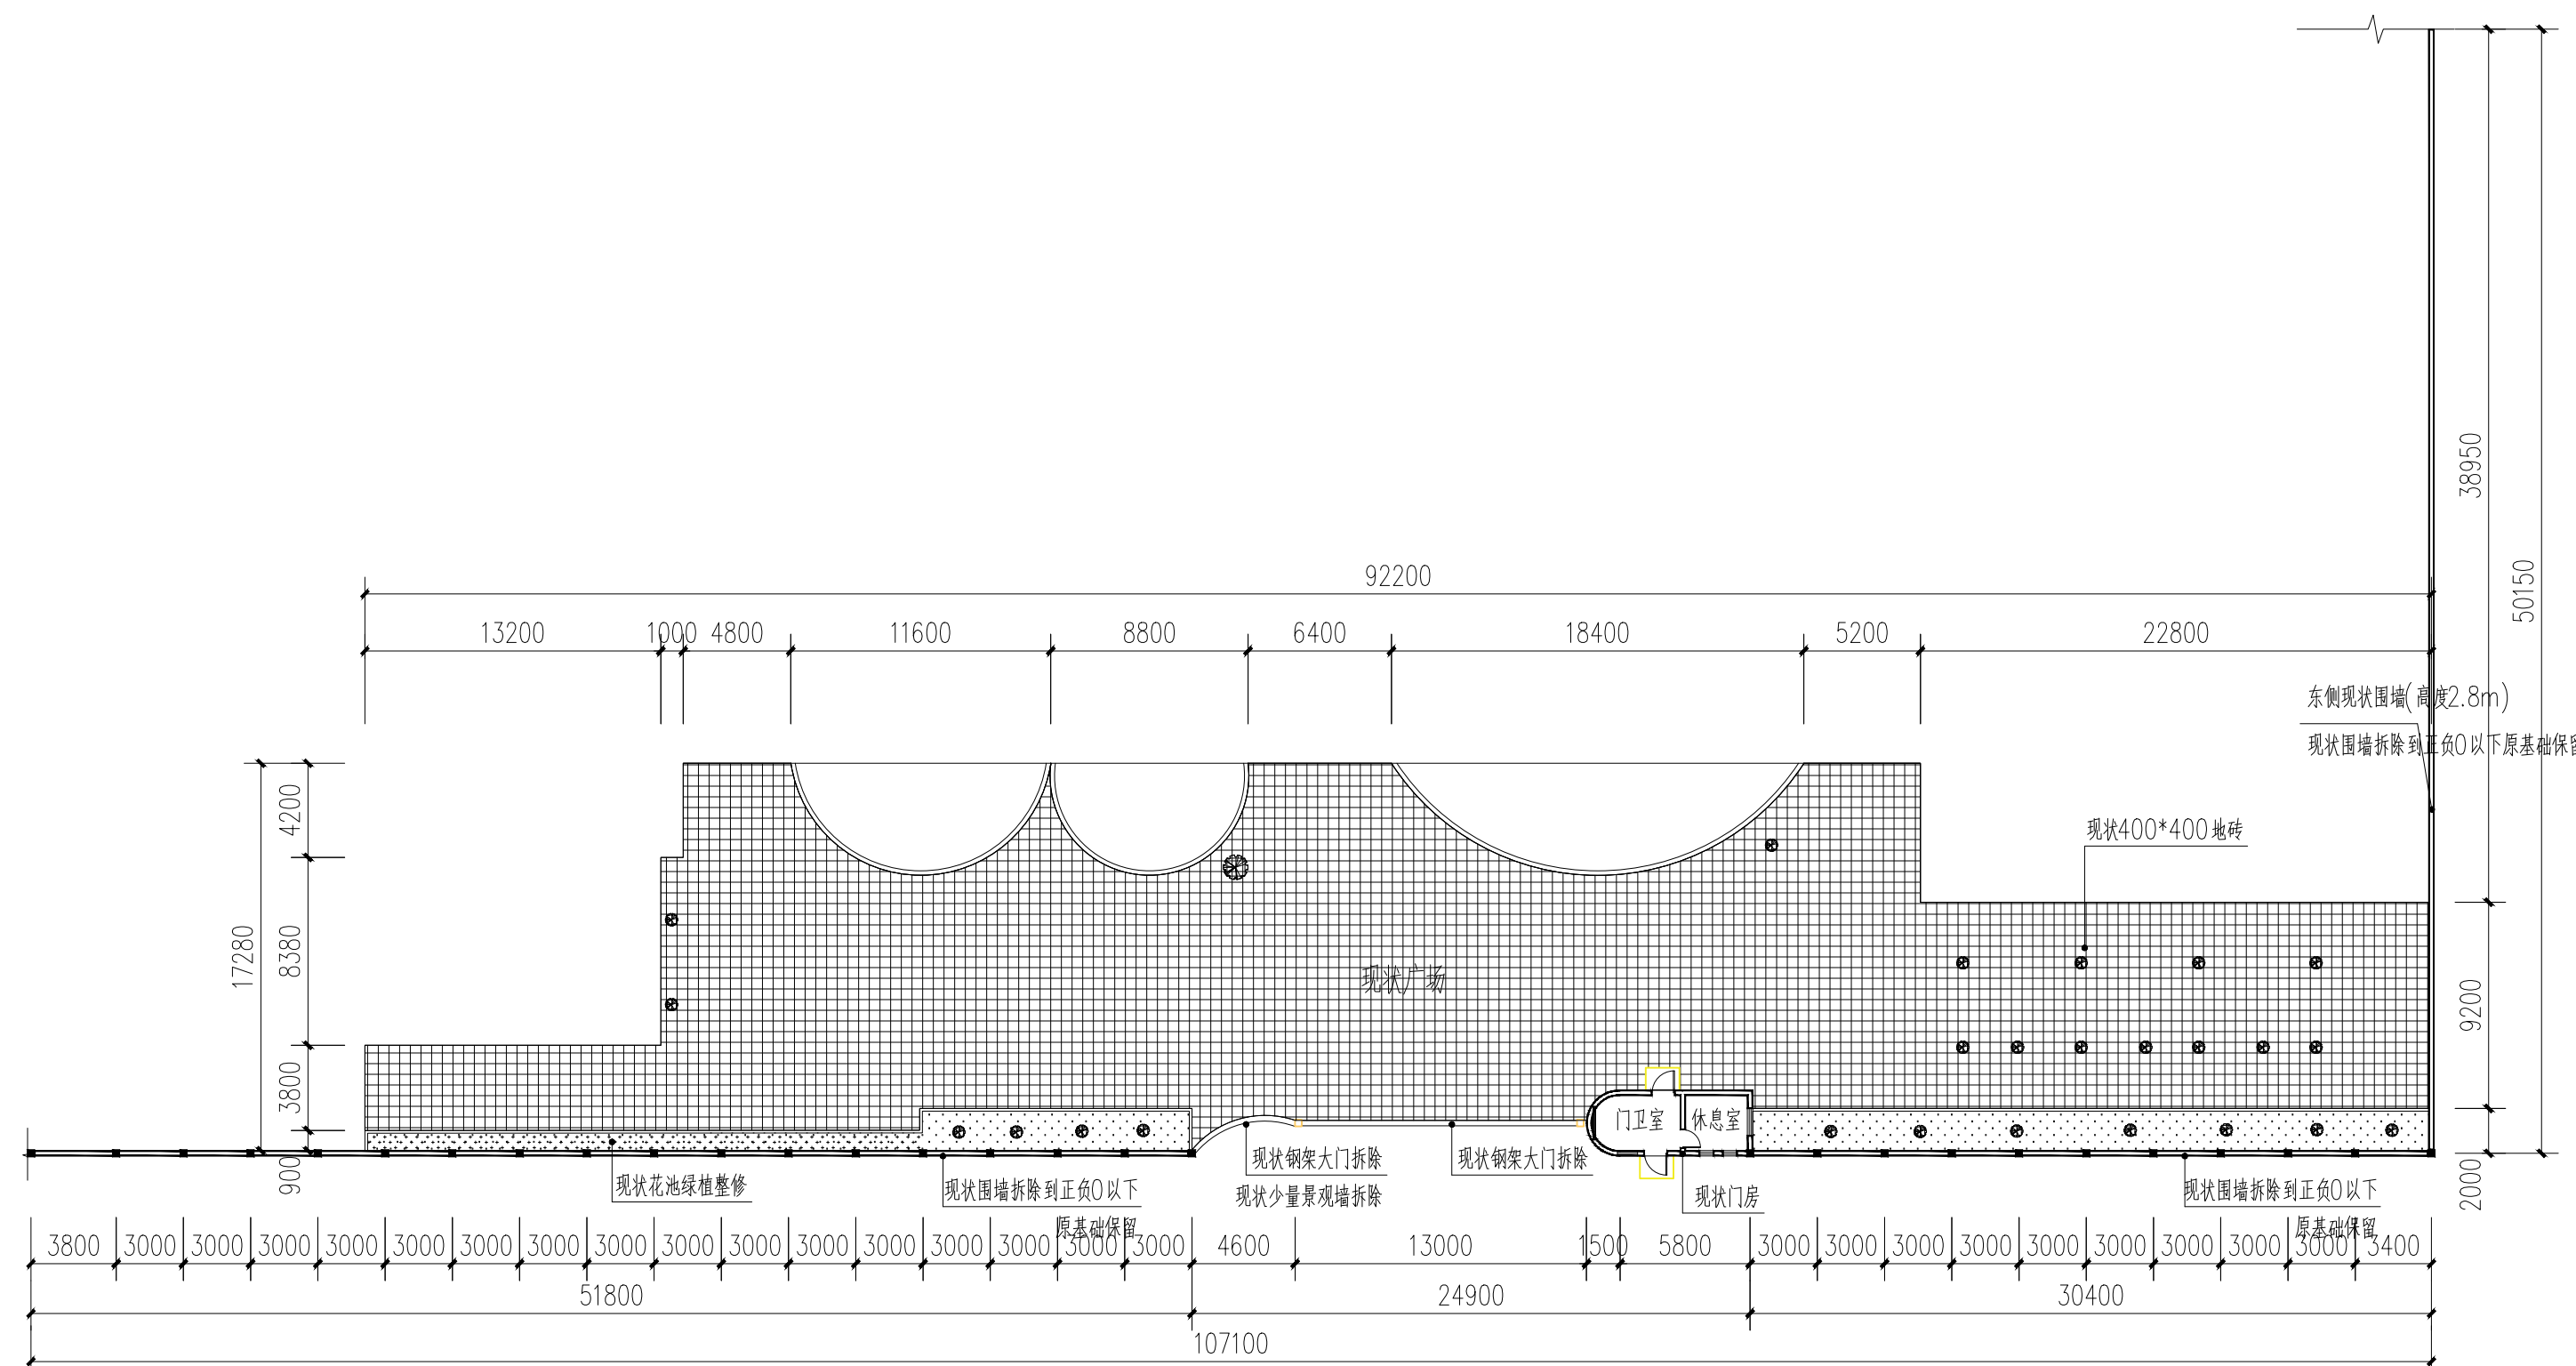 38950
50150
92200
13200 1000 4800 11600 8800 6400 18400 5200 22800
东侧现状围墙(高度2.8m)
现状围墙拆除到正负0以下原基础保留
4200
现状400*400地砖
17280
8380
现状广场
9200
3800
门卫室 休息室
900
现状花池绿植整修
现状围墙拆除到正负0以下
原基础保留
现状钢架大门拆除
现状少量景观墙拆除
现状钢架大门拆除
现状门房
现状围墙拆除到正负0以下
原基础保留
2000
3800 3000 3000 3000 3000 3000 3000 3000 3000 3000 3000 3000 3000 3000 3000 3000 3000 4600 13000 1500 5800 3000 3000 3000 3000 3000 3000 3000 3000 3000 3400
51800 24900 30400
107100